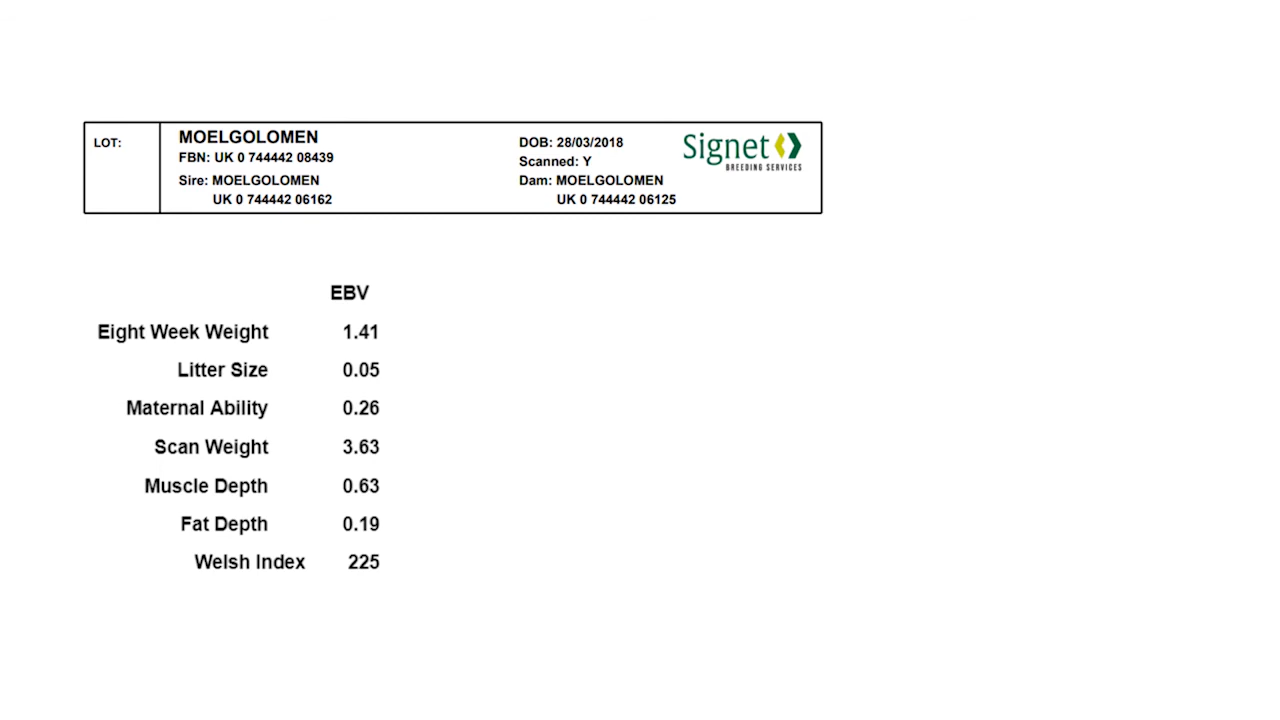 LOT:
MOELGOLOMEN
FBN: UK 0 744442 08439
Sire: MOELGOLOMEN
UK 0 744442 06162
DOB: 28/03/2018
Scanned: Y
Dam: MOELGOLOMEN
UK 0 744442 06125
Signet
BREEDING SERVICES
EBV
Eight Week Weight 1.41
Litter Size 0.05
Maternal Ability 0.26
Scan Weight 3.63
Muscle Depth 0.63
Fat Depth 0.19
Welsh Index 225